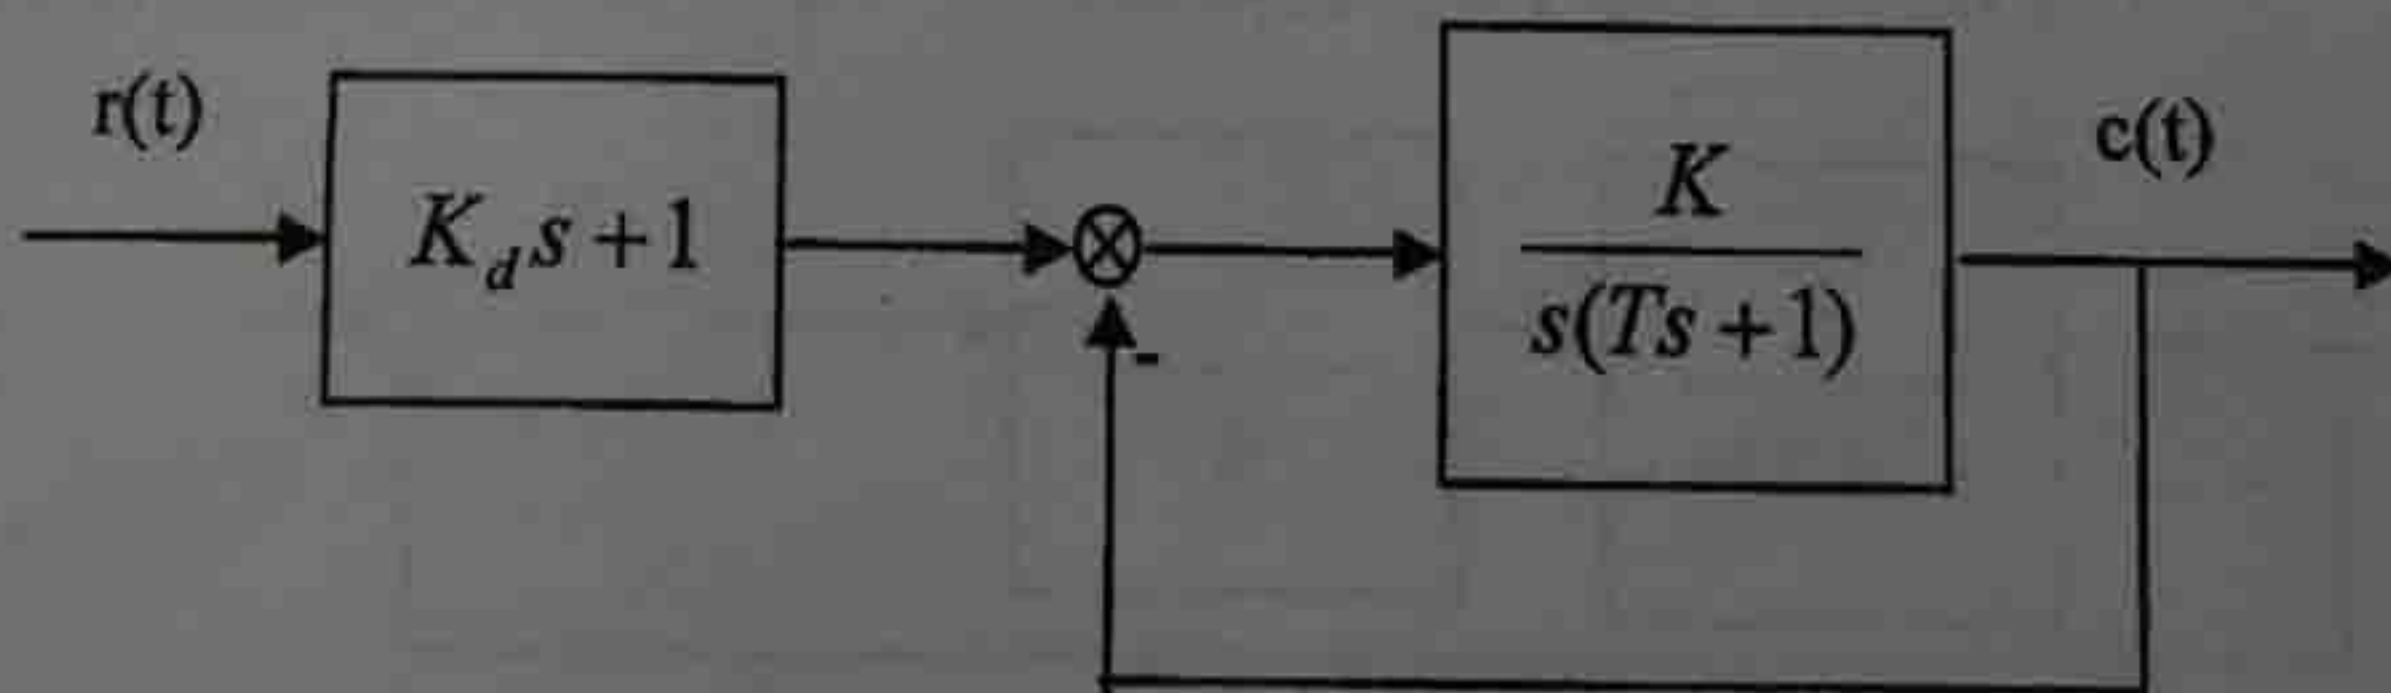 r(t)
K_d s + 1
-
K
s(Ts + 1)
c(t)